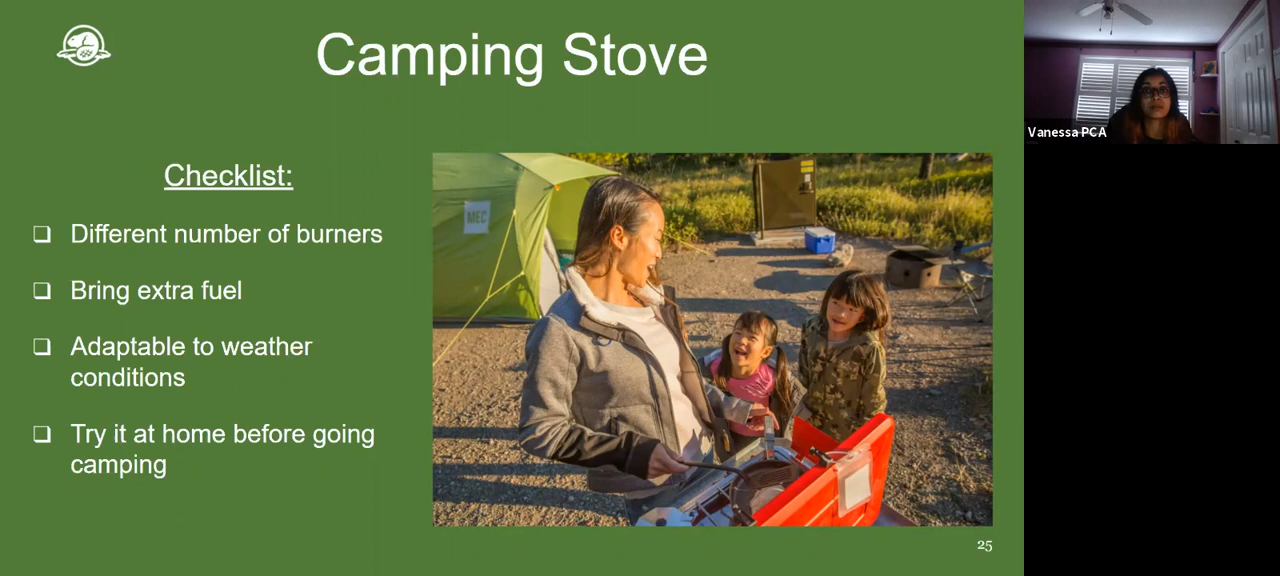 Camping Stove
Checklist:
Different number of burners
Bring extra fuel
Adaptable to weather
conditions
Try it at home before going
camping
MEC
25
Vanessa PCA